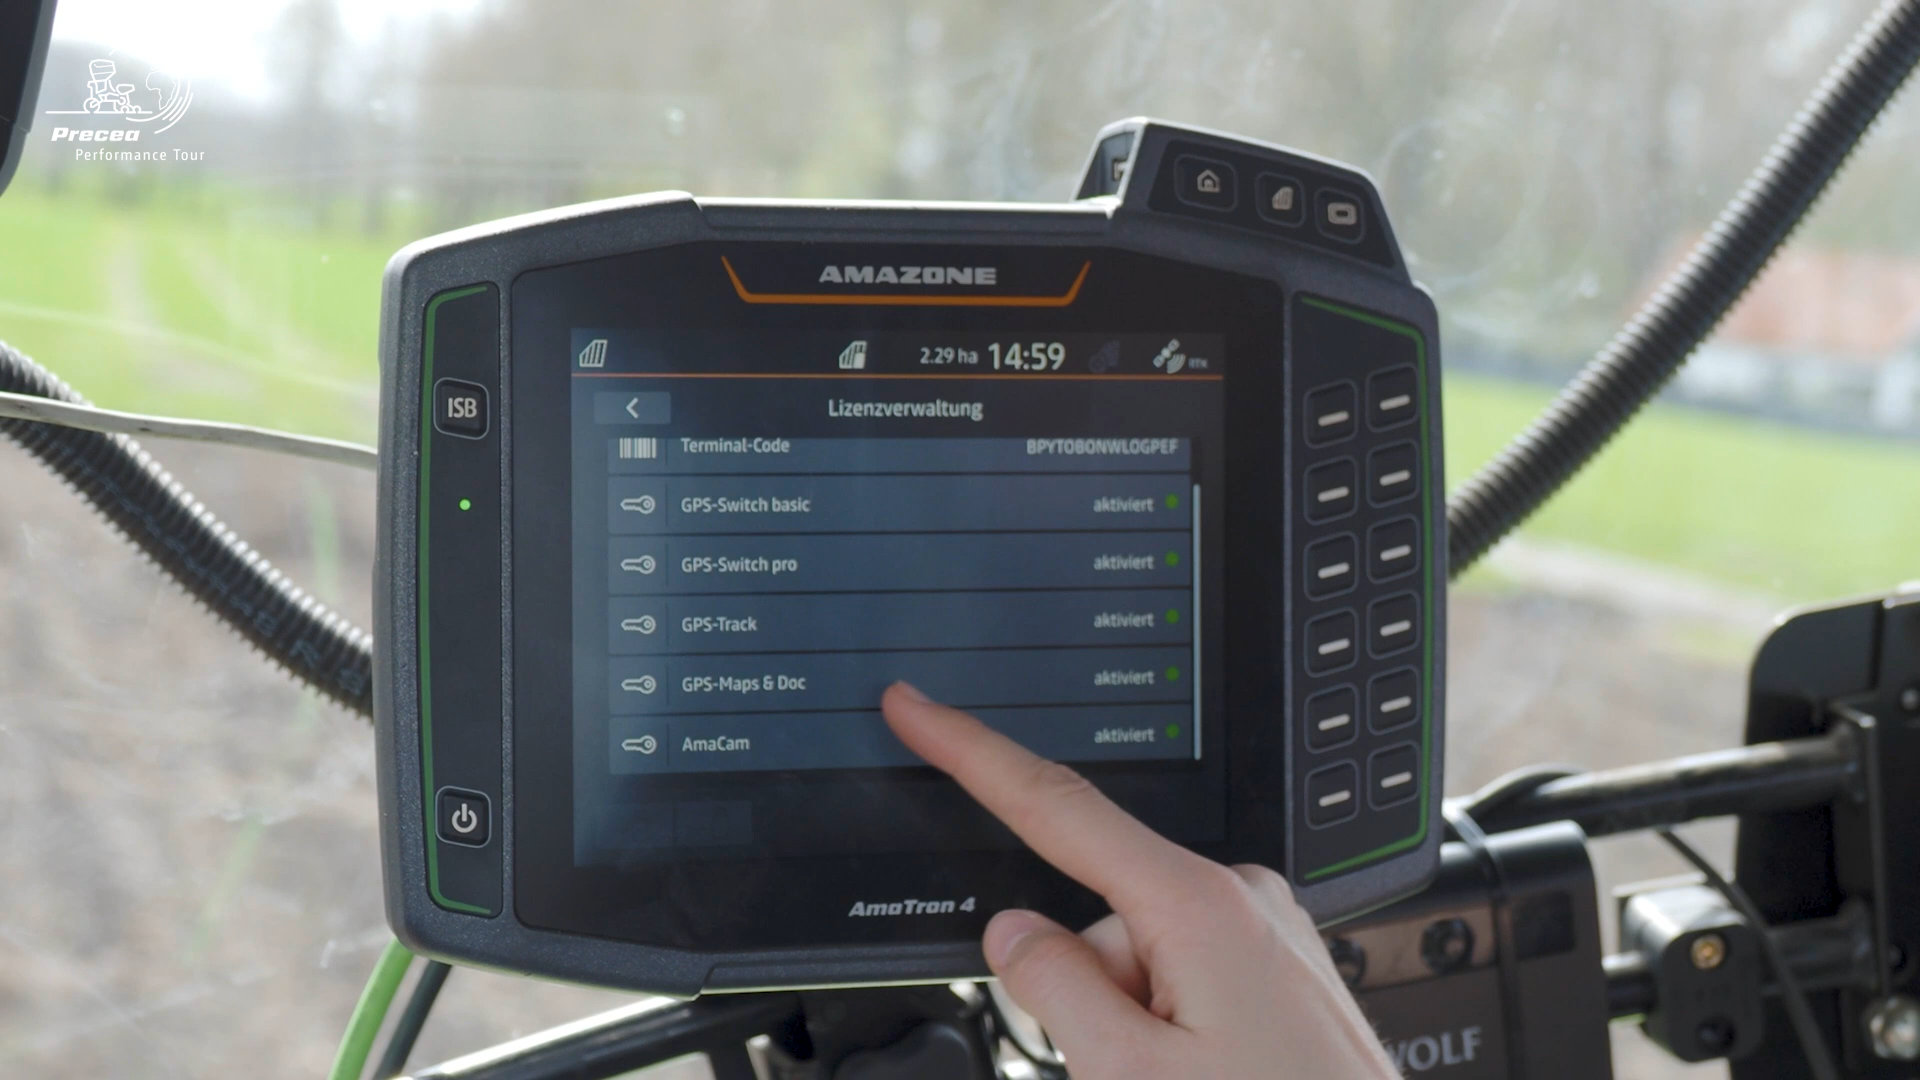 Precea
Performance Tour
AMAZONE
2.29 ha 14:59
RTK
ISB
Lizenzverwaltung
Terminal-Code BPYTOBONWLOGPEF
GPS-Switch basic aktiviert
GPS-Switch pro aktiviert
GPS-Track aktiviert
GPS-Maps & Doc aktiviert
AmaCam aktiviert
AmaTron 4
WOLF